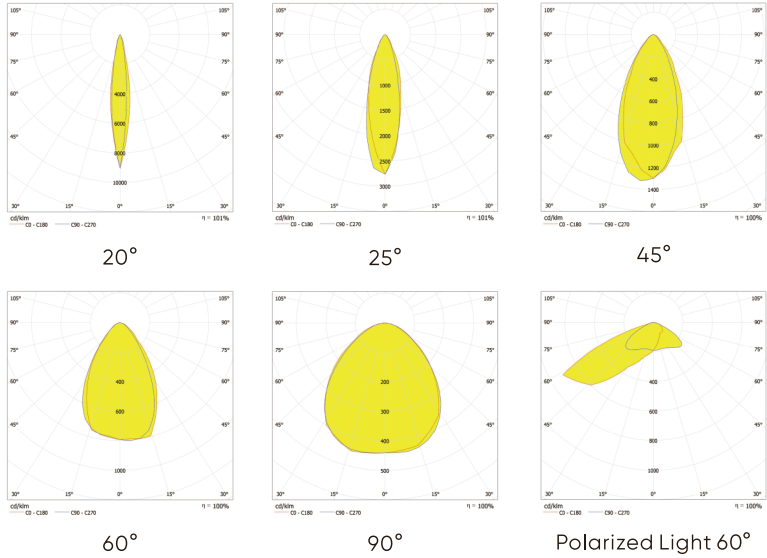 105° 105°
90° 90°
75° 75°
60° 4000 60°
6000
45° 8000 45°
10000
30° 15° 0° 15° 30°
cd/klm η = 101%
C0 - C180 C90 - C270
20°
105° 105°
90° 90°
75° 75°
1000
60° 1500 60°
2000
45° 2500 45°
3000
30° 15° 0° 15° 30°
cd/klm η = 101%
C0 - C180 C90 - C270
25°
105° 105°
90° 90°
75° 400 75°
600
60° 800 60°
1000
45° 1200 45°
1400
30° 15° 0° 15° 30°
cd/klm η = 100%
C0 - C180 C90 - C270
45°
105° 105°
90° 90°
75° 75°
60° 400 60°
600
45° 45°
1000
30° 15° 0° 15° 30°
cd/klm η = 100%
C0 - C180 C90 - C270
60°
105° 105°
90° 90°
75° 75°
60° 200 60°
300
45° 400 45°
500
30° 15° 0° 15° 30°
cd/klm η = 100%
C0 - C180 C90 - C270
90°
105° 105°
90° 90°
75° 75°
60° 400 60°
600
45° 800 45°
1000
30° 15° 0° 15° 30°
cd/klm η = 100%
C0 - C180 C90 - C270
Polarized Light 60°